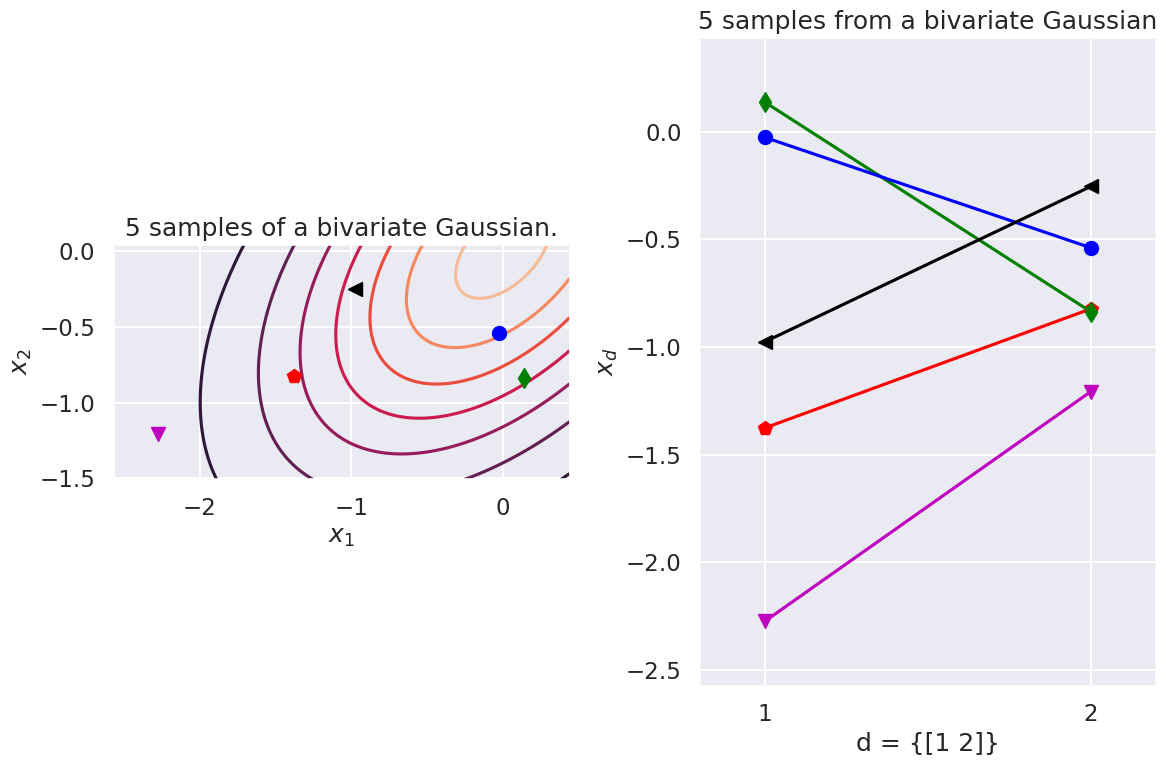 5 samples of a bivariate Gaussian.
0.0
−0.5
−1.0
−1.5
x₂
−2 −1 0
x₁
5 samples from a bivariate Gaussian
0.0
−0.5
−1.0
−1.5
−2.0
−2.5
x_d
1 2
d = {[1 2]}